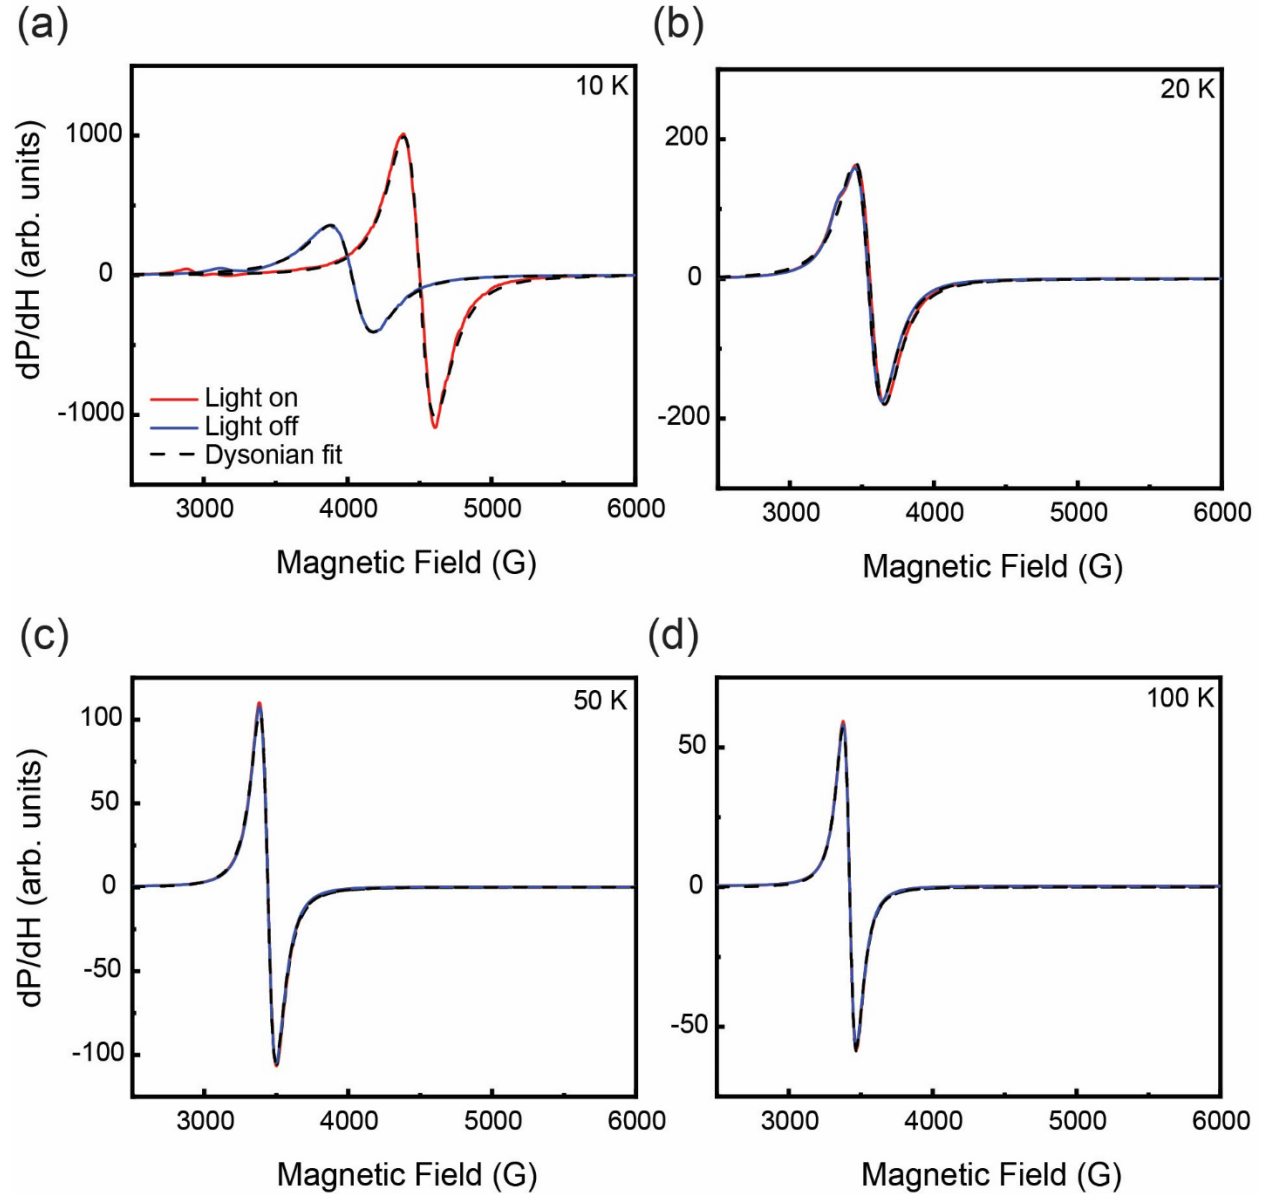 (a)
10 K
dP/dH (arb. units)
1000
0
-1000
Light on
Light off
Dysonian fit
3000 4000 5000 6000
Magnetic Field (G)
(b)
20 K
200
0
-200
3000 4000 5000 6000
Magnetic Field (G)
(c)
50 K
dP/dH (arb. units)
100
50
0
-50
-100
3000 4000 5000 6000
Magnetic Field (G)
(d)
100 K
50
0
-50
3000 4000 5000 6000
Magnetic Field (G)